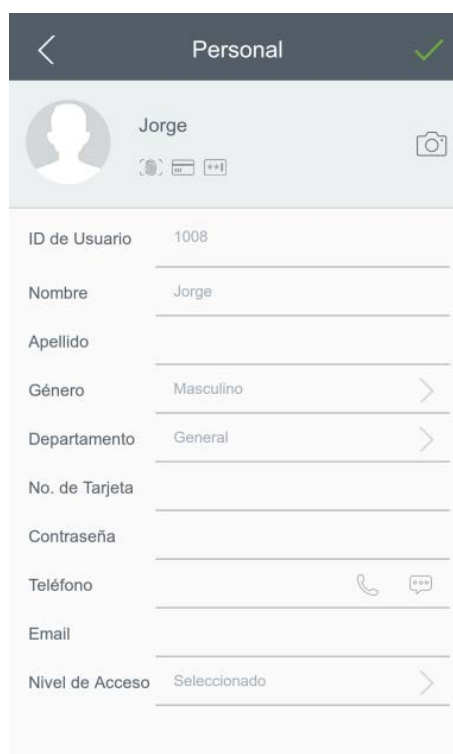 Personal
Jorge
ID de Usuario 1008
Nombre Jorge
Apellido
Género Masculino
Departamento General
No. de Tarjeta
Contraseña
Teléfono
Email
Nivel de Acceso Seleccionado